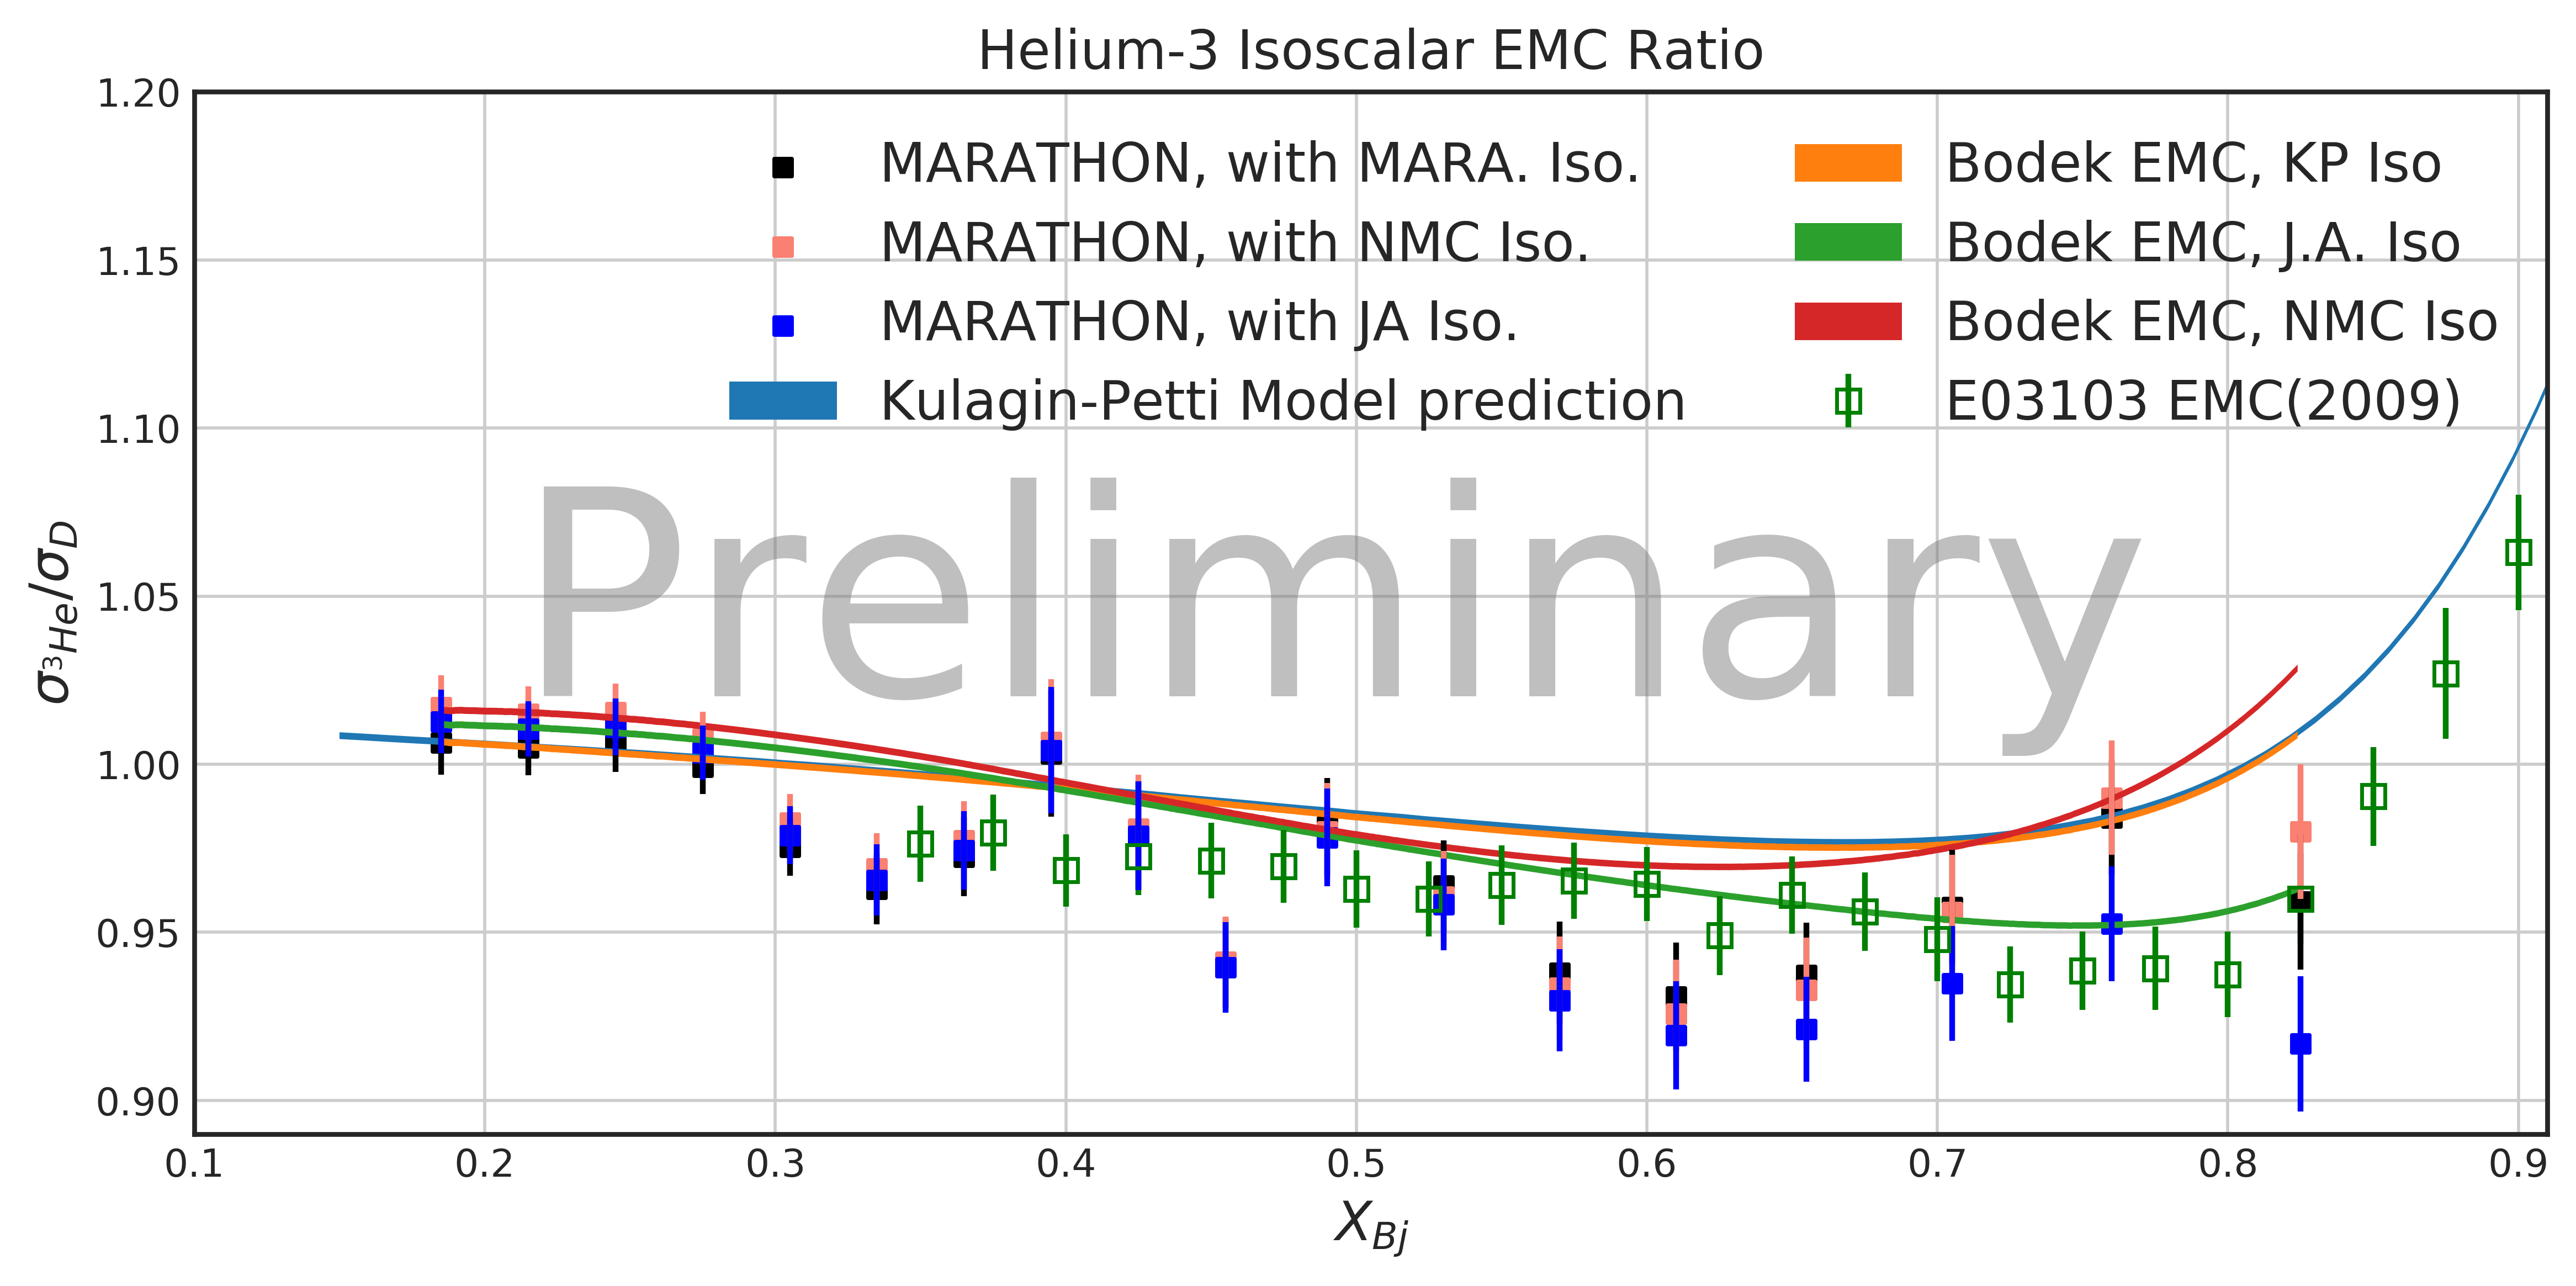 Helium-3 Isoscalar EMC Ratio
1.20
1.15
1.10
1.05
1.00
0.95
0.90
σ³He/σD
MARATHON, with MARA. Iso.
MARATHON, with NMC Iso.
MARATHON, with JA Iso.
Kulagin-Petti Model prediction
Bodek EMC, KP Iso
Bodek EMC, J.A. Iso
Bodek EMC, NMC Iso
E03103 EMC(2009)
Preliminary
0.1 0.2 0.3 0.4 0.5 0.6 0.7 0.8 0.9
XBj